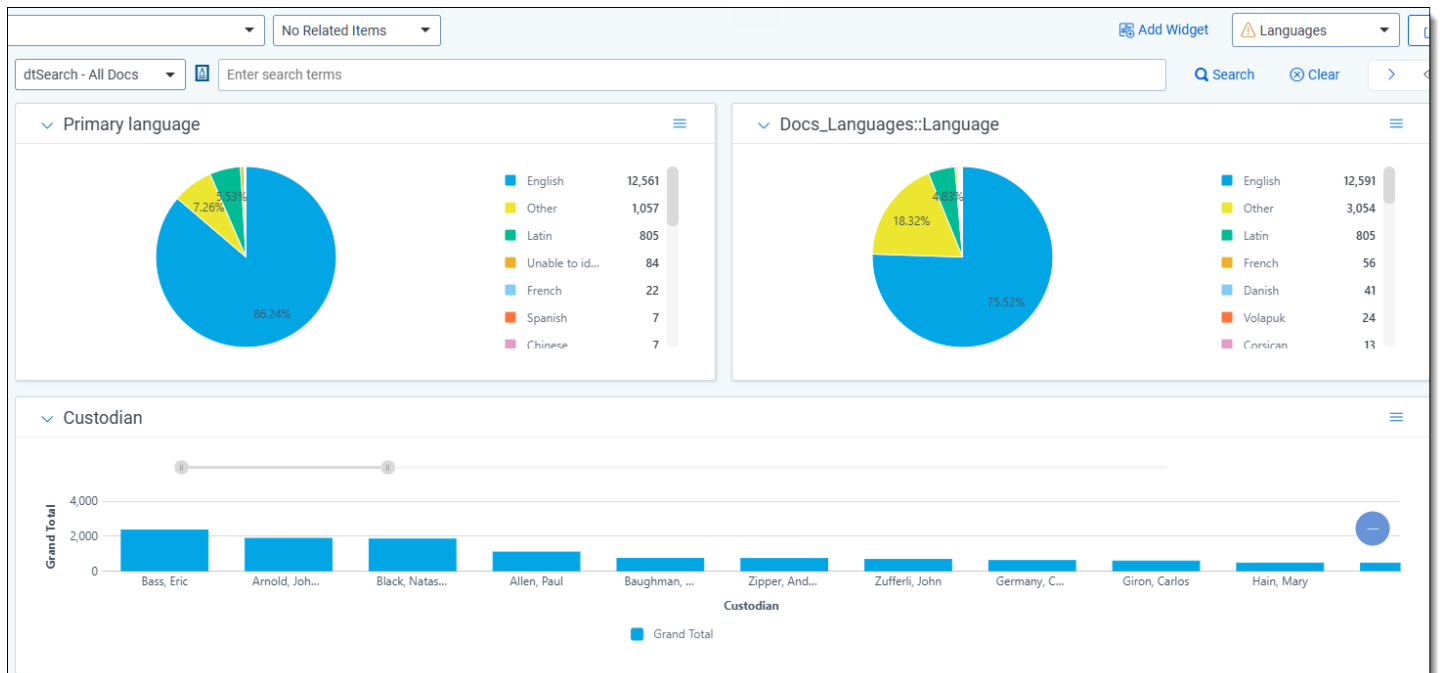 No Related Items
Add Widget
Languages
dtSearch - All Docs
Enter search terms
Search
Clear
Primary language
5.53%
7.26%
86.24%
English 12,561
Other 1,057
Latin 805
Unable to id... 84
French 22
Spanish 7
Chinese 7
Docs_Languages::Language
4.83%
18.32%
75.52%
English 12,591
Other 3,054
Latin 805
French 56
Danish 41
Volapuk 24
Corsican 13
Custodian
Grand Total
4,000
2,000
0
Bass, Eric
Arnold, Joh...
Black, Natas...
Allen, Paul
Baughman, ...
Zipper, And...
Zufferli, John
Germany, C...
Giron, Carlos
Hain, Mary
Custodian
Grand Total